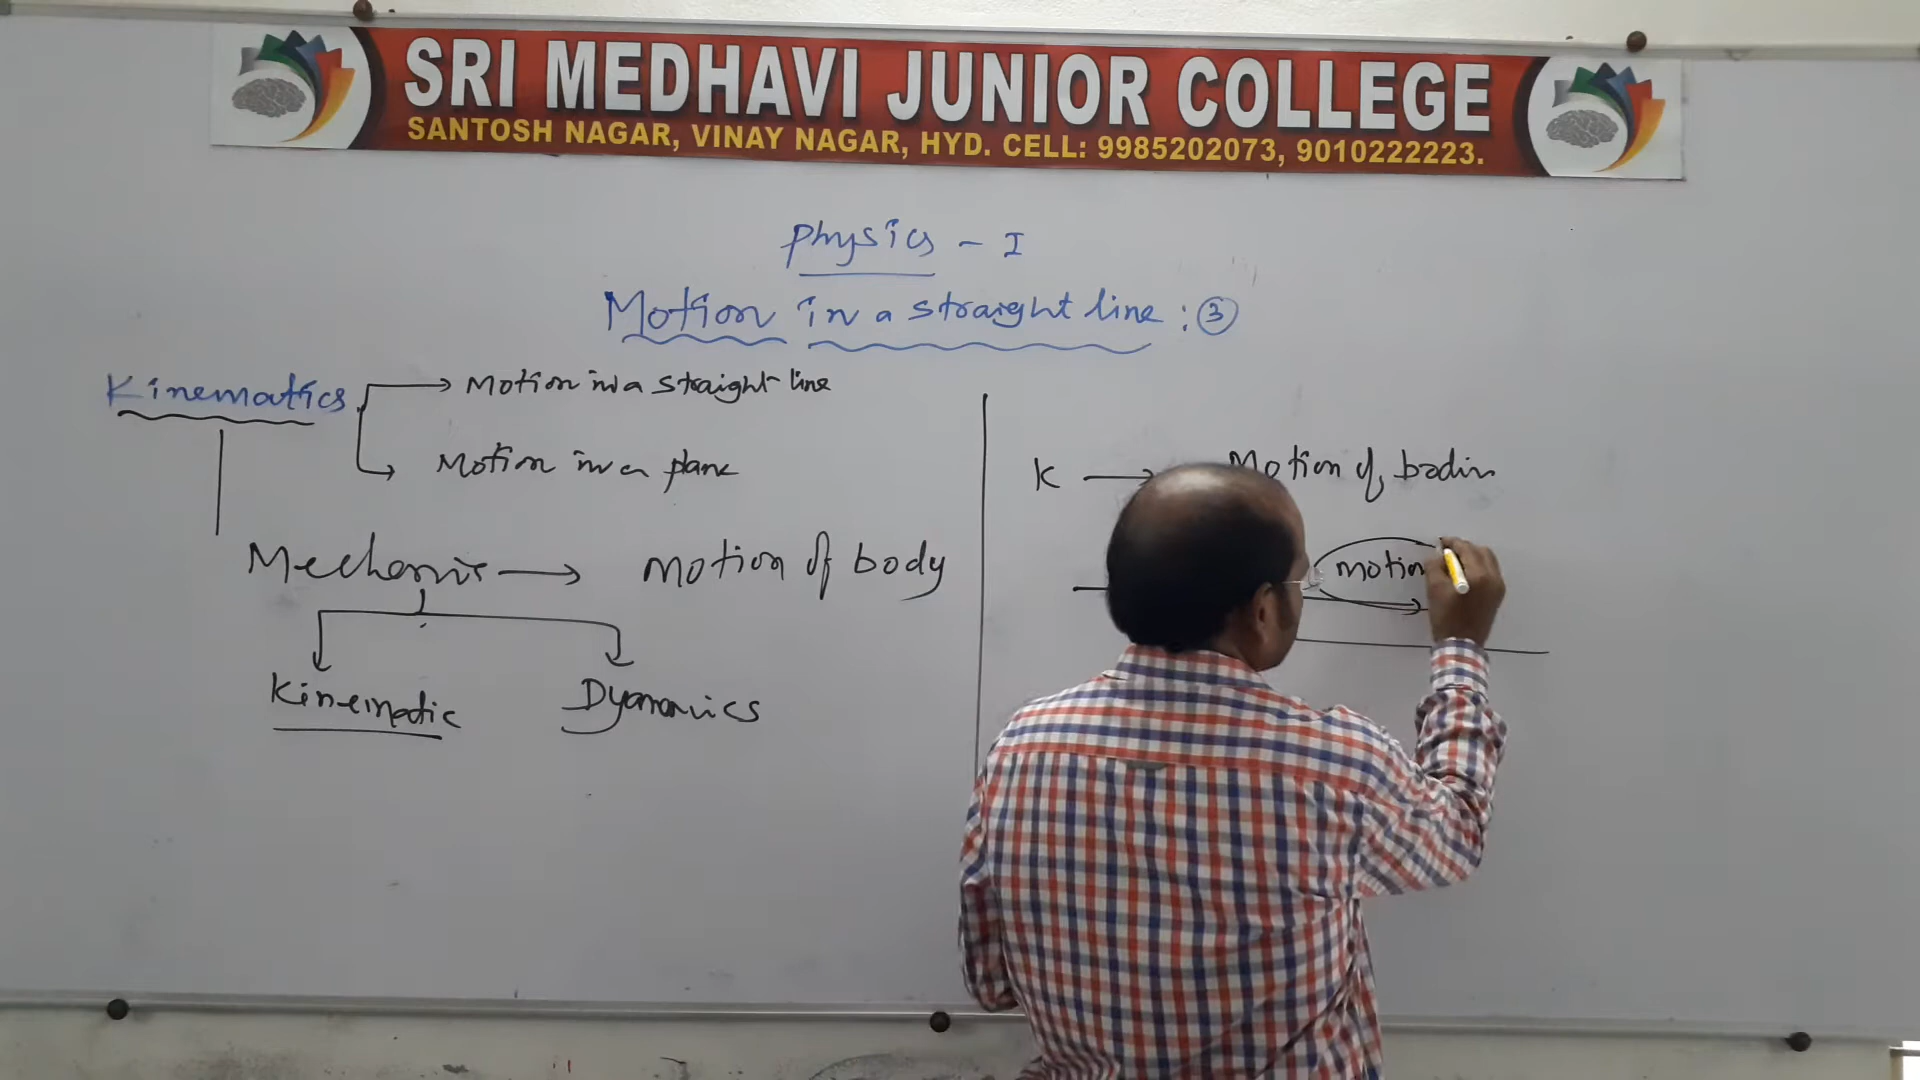 SRI MEDHAVI JUNIOR COLLEGE
SANTOSH NAGAR, VINAY NAGAR, HYD. CELL: 9985202073, 9010222223.
Physics - I
Motion in a straight line : 3
Kinematics
Motion in a straight line
Motion in a plane
Mechanics → motion of body
Kinematic
Dynamics
K → Motion of bodies
motion